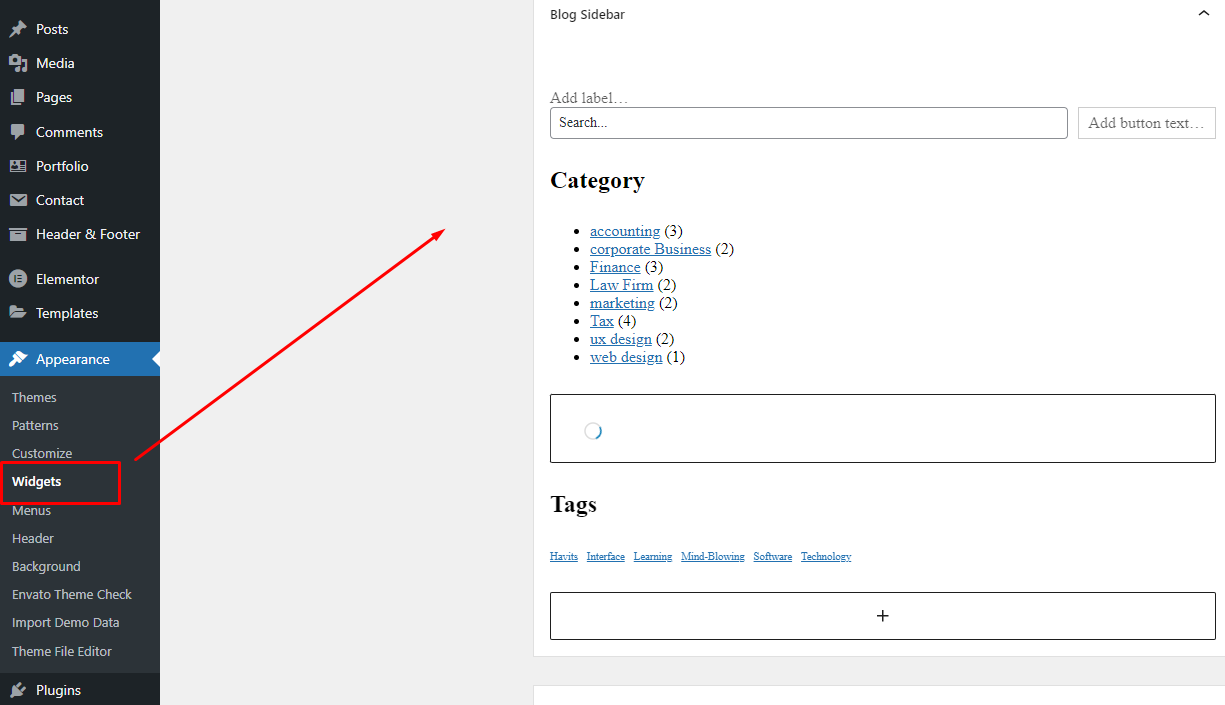 Posts
Media
Pages
Comments
Portfolio
Contact
Header & Footer
Elementor
Templates
Appearance
Themes
Patterns
Customize
Widgets
Menus
Header
Background
Envato Theme Check
Import Demo Data
Theme File Editor
Plugins
Blog Sidebar
Add label…
Search...
Add button text…
Category
accounting (3)
corporate Business (2)
Finance (3)
Law Firm (2)
marketing (2)
Tax (4)
ux design (2)
web design (1)
Tags
Havits Interface Learning Mind-Blowing Software Technology